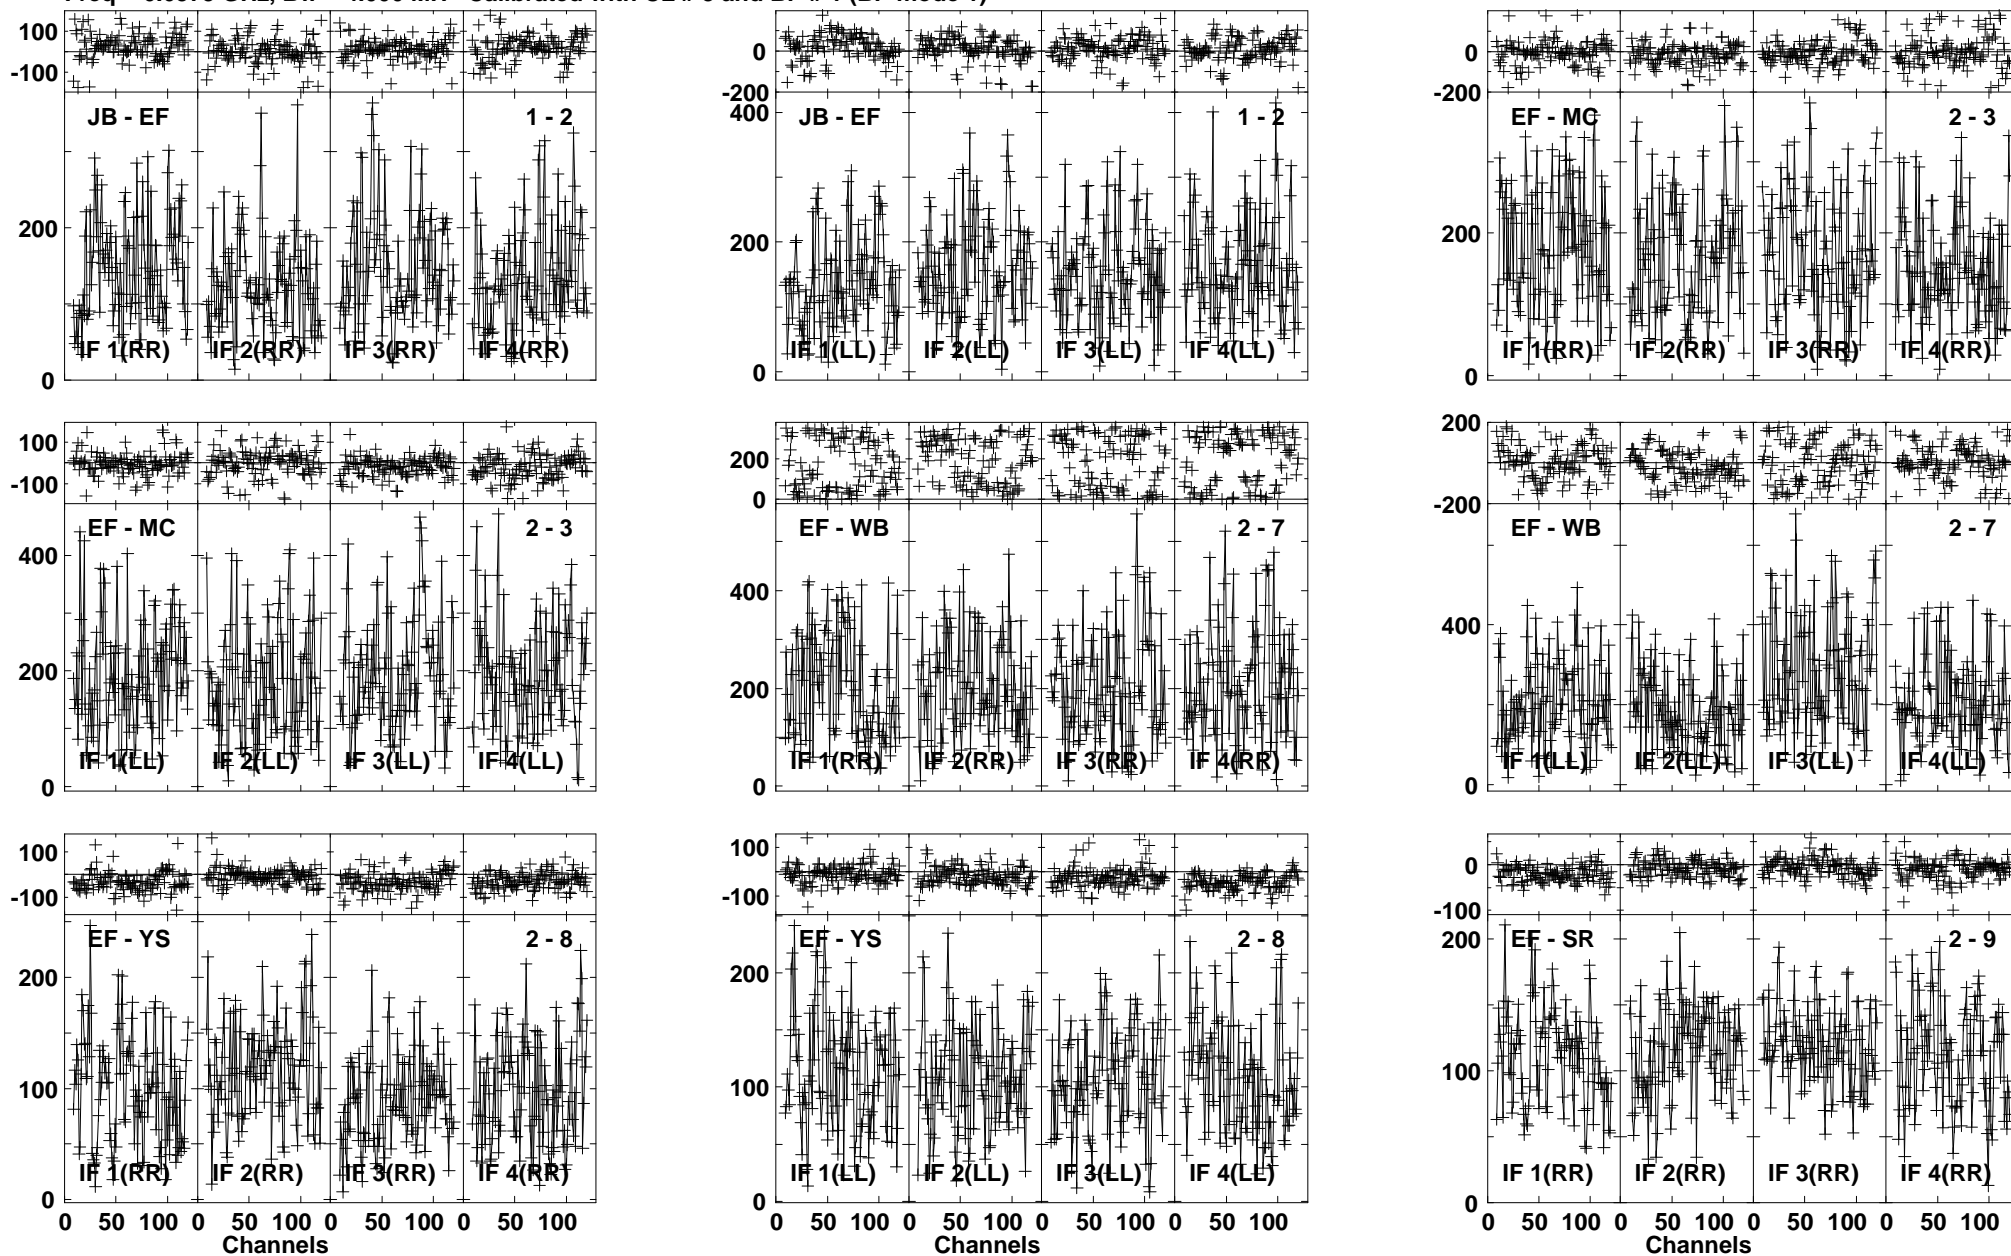 100
-100
JB - EF 1 - 2
200
0
IF 1(RR) IF 2(RR) IF 3(RR) IF 4(RR)
0
-200
400
JB - EF 1 - 2
200
0
IF 1(LL) IF 2(LL) IF 3(LL) IF 4(LL)
0
-200
EF - MC 2 - 3
200
0
IF 1(RR) IF 2(RR) IF 3(RR) IF 4(RR)
100
-100
EF - MC 2 - 3
400
200
0
IF 1(LL) IF 2(LL) IF 3(LL) IF 4(LL)
200
0
EF - WB 2 - 7
400
200
0
IF 1(RR) IF 2(RR) IF 3(RR) IF 4(RR)
200
-200
EF - WB 2 - 7
400
0
IF 1(LL) IF 2(LL) IF 3(LL) IF 4(LL)
100
-100
EF - YS 2 - 8
200
100
0
IF 1(RR) IF 2(RR) IF 3(RR) IF 4(RR)
0 50 100 0 50 100 0 50 100 0 50 100
Channels
100
-100
EF - YS 2 - 8
200
100
0
IF 1(LL) IF 2(LL) IF 3(LL) IF 4(LL)
0 50 100 0 50 100 0 50 100 0 50 100
Channels
0
-100
EF - SR 2 - 9
200
100
0
IF 1(RR) IF 2(RR) IF 3(RR) IF 4(RR)
0 50 100 0 50 100 0 50 100 0 50 100
Channels